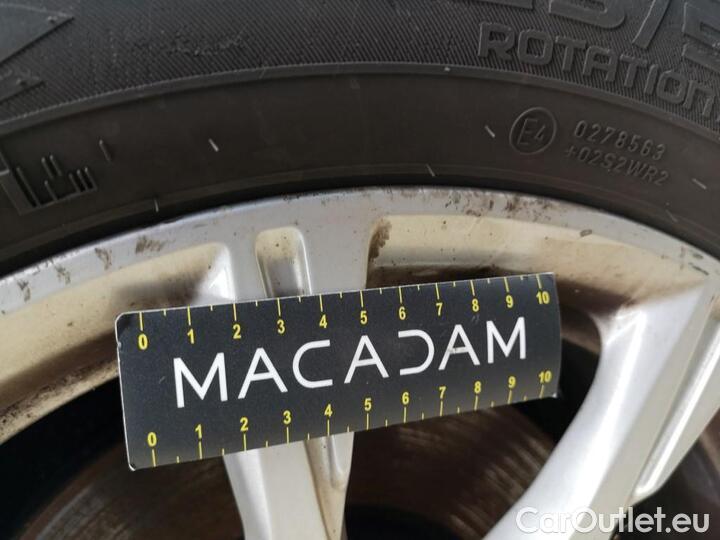 ROTATION
E4 0278563
+02S2WR2
0 1 2 3 4 5 6 7 8 9 10
MACADAM
0 1 2 3 4 5 6 7 8 9 10
CarOutlet.eu